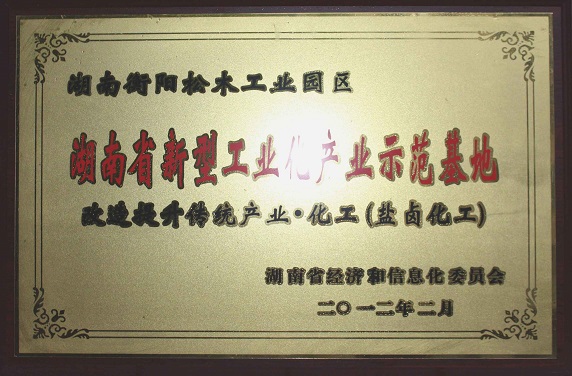 湖南衡阳松木工业园区
湖南省新型工业化产业示范基地
改造提升传统产业·化工(盐卤化工)
湖南省经济和信息化委员会
二〇一二年二月